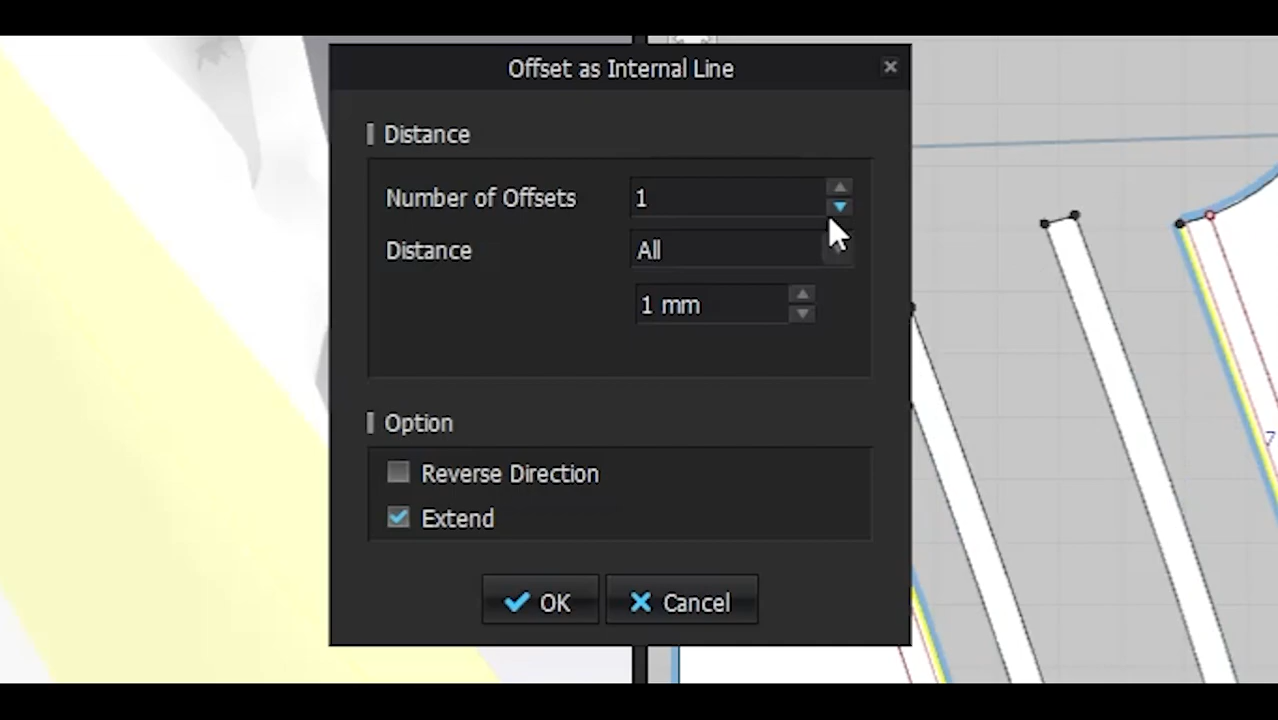 Offset as Internal Line
Distance
Number of Offsets 1
Distance All
1 mm
Option
Reverse Direction
Extend
OK Cancel
7